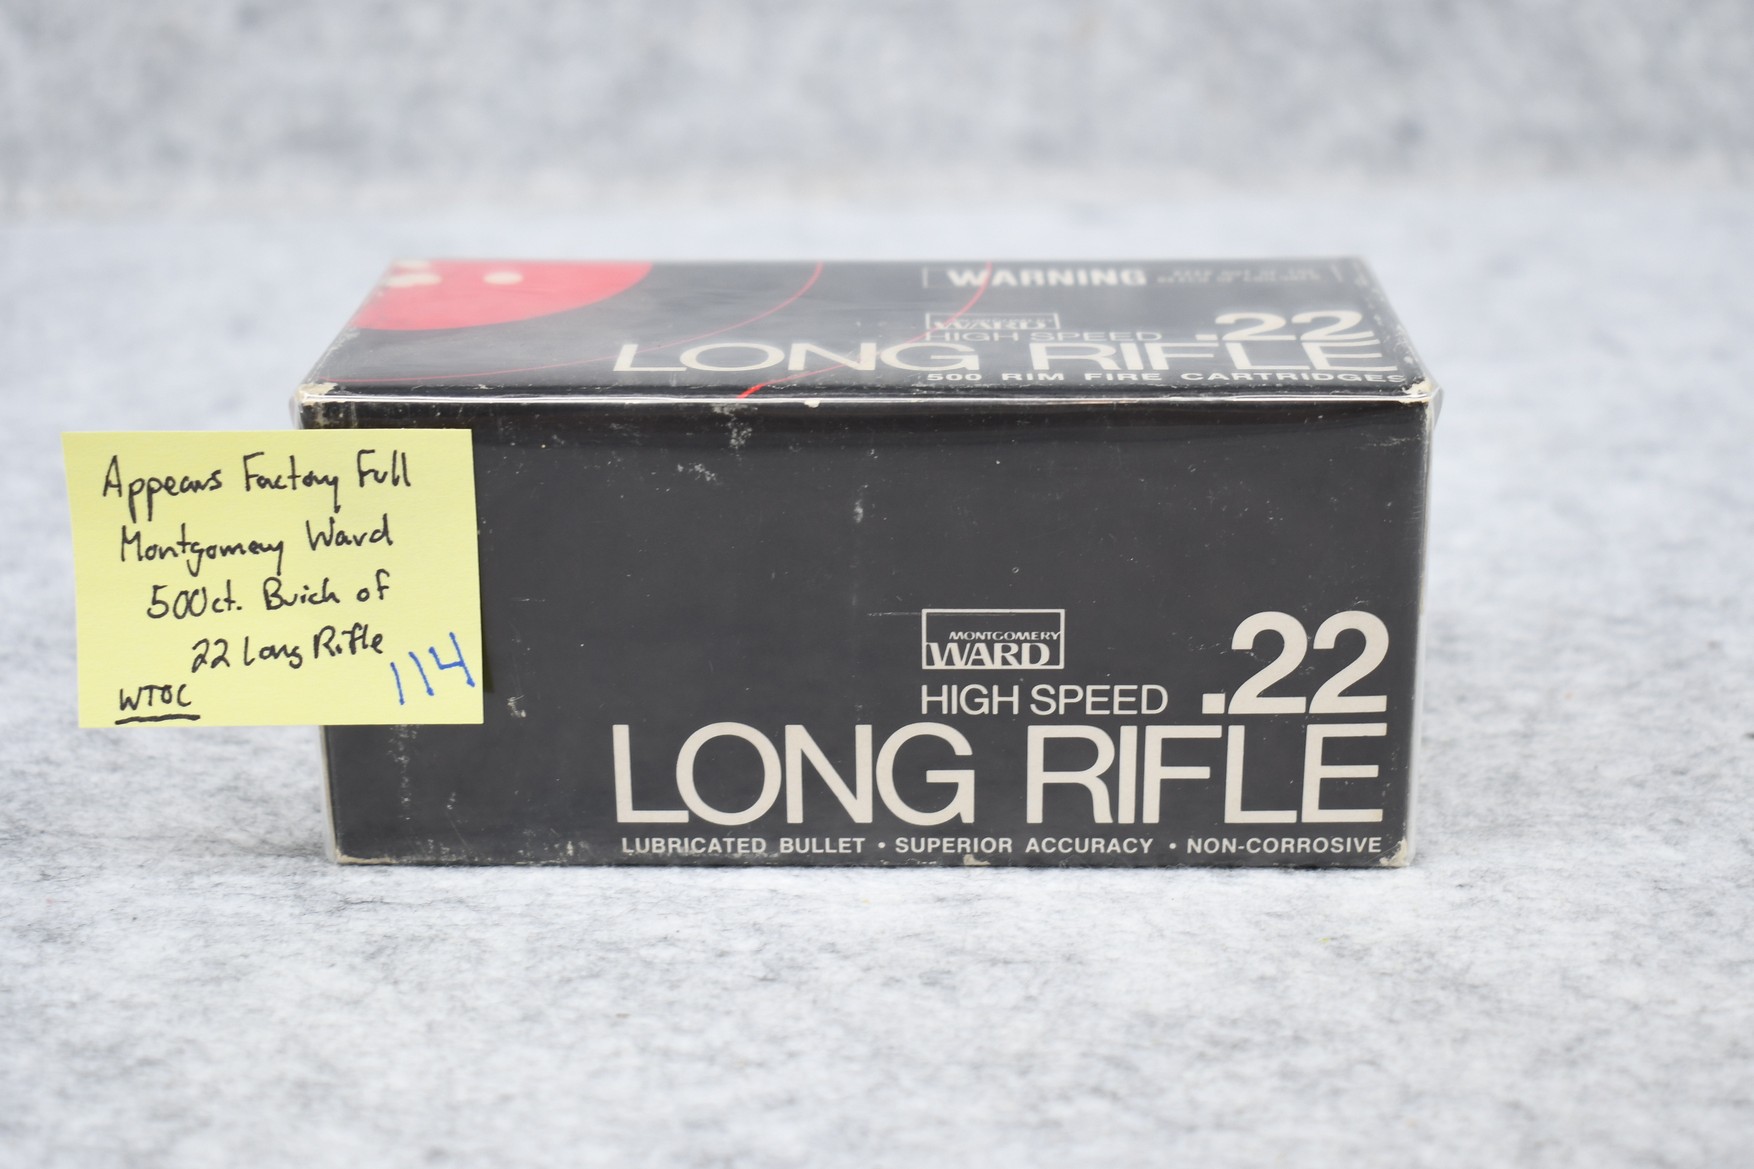 WARNING
WARD
HIGH SPEED .22
LONG RIFLE
500 RIM FIRE CARTRIDGES
Appears Factory Full
Montgomery Ward
500ct. Brick of
22 Long Rifle
WTOC
114
MONTGOMERY
WARD
HIGH SPEED .22
LONG RIFLE
LUBRICATED BULLET • SUPERIOR ACCURACY • NON-CORROSIVE